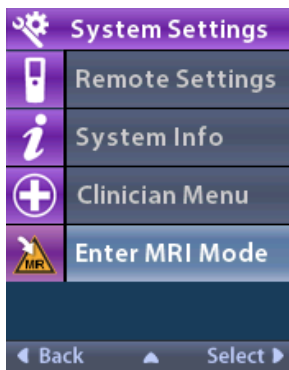 System Settings
Remote Settings
i System Info
Clinician Menu
MR Enter MRI Mode
Back Select